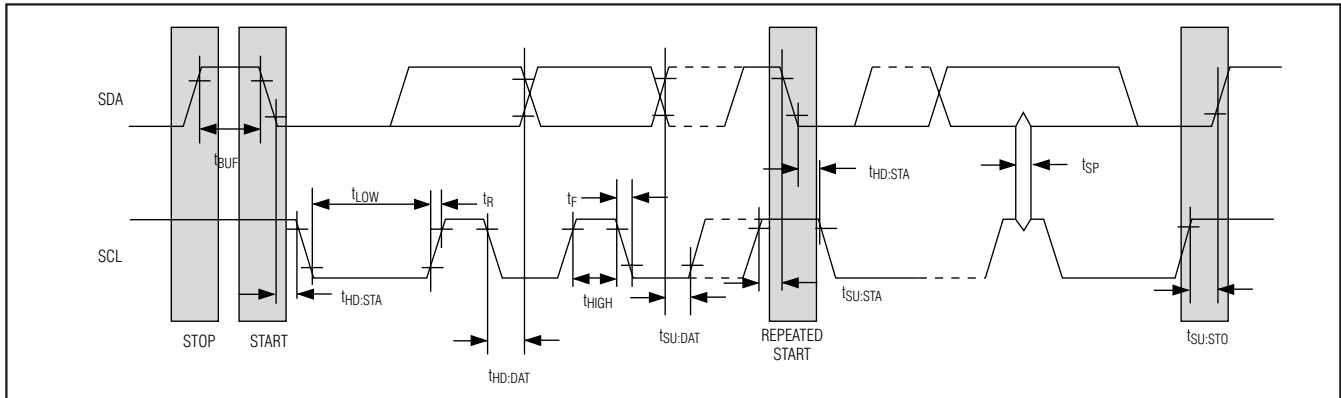 SDA
tBUF
tHD:STA
tSP
tLOW
tR
tF
SCL
tHD:STA
tHIGH
tSU:STA
tSU:DAT
tSU:STO
STOP
START
REPEATED
START
tHD:DAT